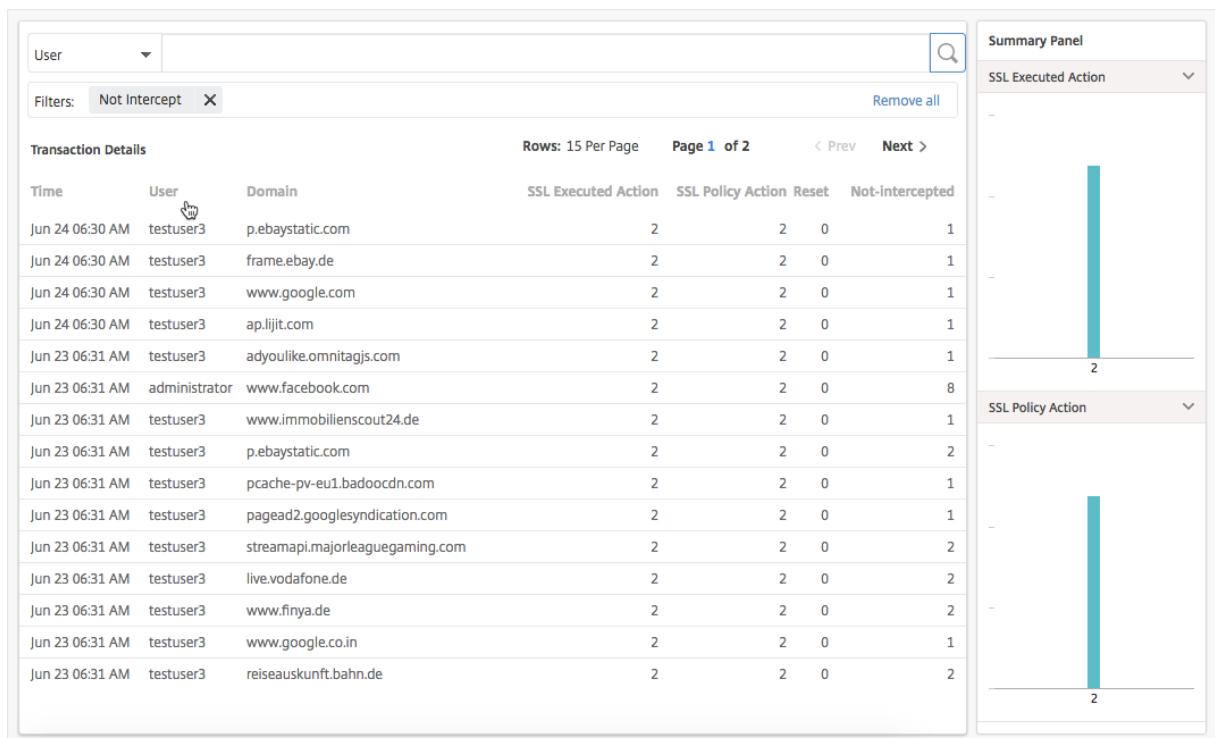 User
Filters: Not Intercept X Remove all
Transaction Details Rows: 15 Per Page Page 1 of 2 < Prev Next >
Time User Domain SSL Executed Action SSL Policy Action Reset Not-intercepted
Jun 24 06:30 AM testuser3 p.ebaystatic.com 2 2 0 1
Jun 24 06:30 AM testuser3 frame.ebay.de 2 2 0 1
Jun 24 06:30 AM testuser3 www.google.com 2 2 0 1
Jun 24 06:30 AM testuser3 ap.lijit.com 2 2 0 1
Jun 23 06:31 AM testuser3 adyoulike.omnitagjs.com 2 2 0 1
Jun 23 06:31 AM administrator www.facebook.com 2 2 0 8
Jun 23 06:31 AM testuser3 www.immobilienscout24.de 2 2 0 1
Jun 23 06:31 AM testuser3 p.ebaystatic.com 2 2 0 2
Jun 23 06:31 AM testuser3 pcache-pv-eu1.badoocdn.com 2 2 0 1
Jun 23 06:31 AM testuser3 pagead2.googlesyndication.com 2 2 0 1
Jun 23 06:31 AM testuser3 streamapi.majorleaguegaming.com 2 2 0 2
Jun 23 06:31 AM testuser3 live.vodafone.de 2 2 0 2
Jun 23 06:31 AM testuser3 www.finya.de 2 2 0 2
Jun 23 06:31 AM testuser3 www.google.co.in 2 2 0 1
Jun 23 06:31 AM testuser3 reiseauskunft.bahn.de 2 2 0 2
Summary Panel
SSL Executed Action
2
SSL Policy Action
2